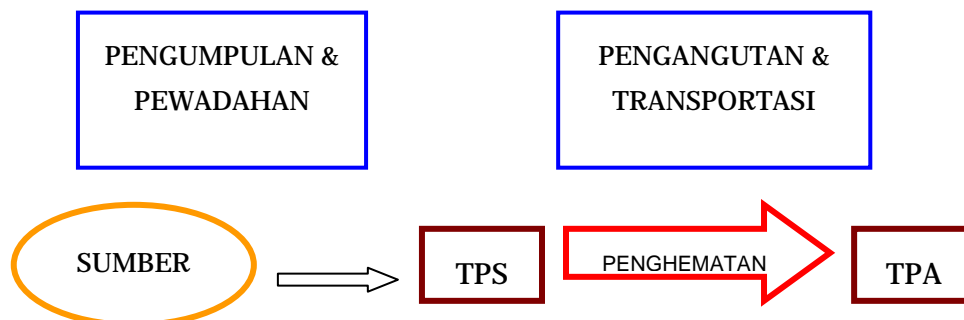 PENGUMPULAN &
PEWADAHAN
PENGANGUTAN &
TRANSPORTASI
SUMBER
TPS
PENGHEMATAN
TPA